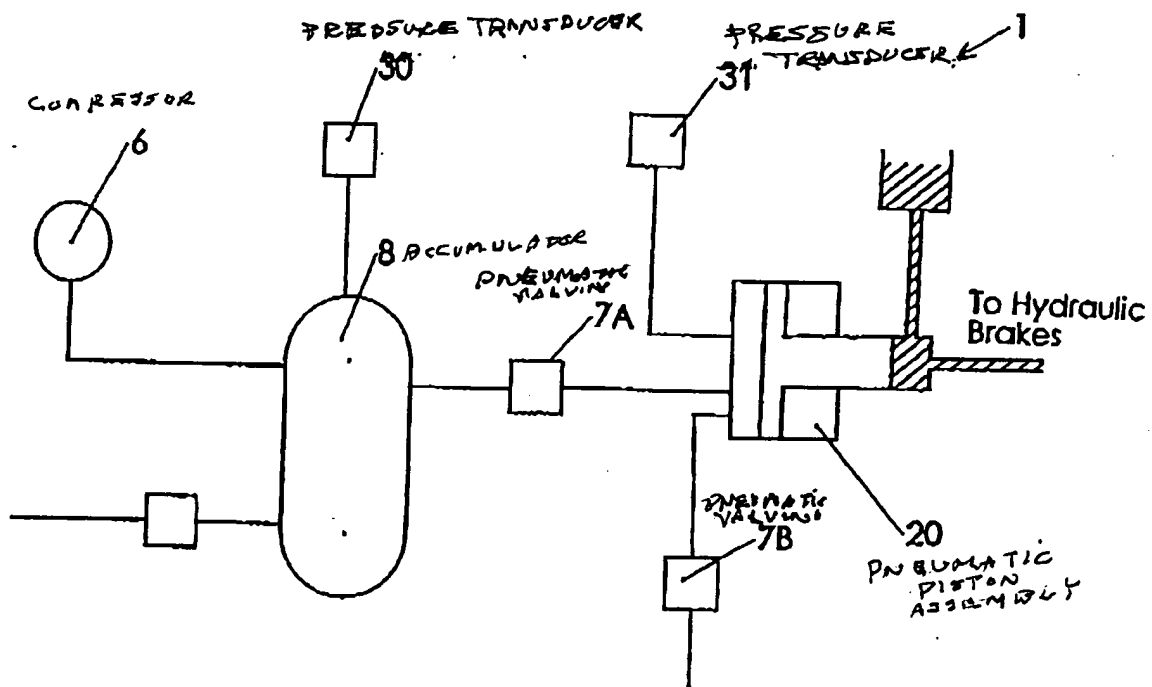 PRESSURE TRANSDUCER
30
PRESSURE
TRANSDUCER
1
31
COMPRESSOR
6
8 ACCUMULATOR
PNEUMATIC
VALVING
7A
To Hydraulic
Brakes
PNEUMATIC
VALVING
7B
20
PNEUMATIC
PISTON
ASSEMBLY